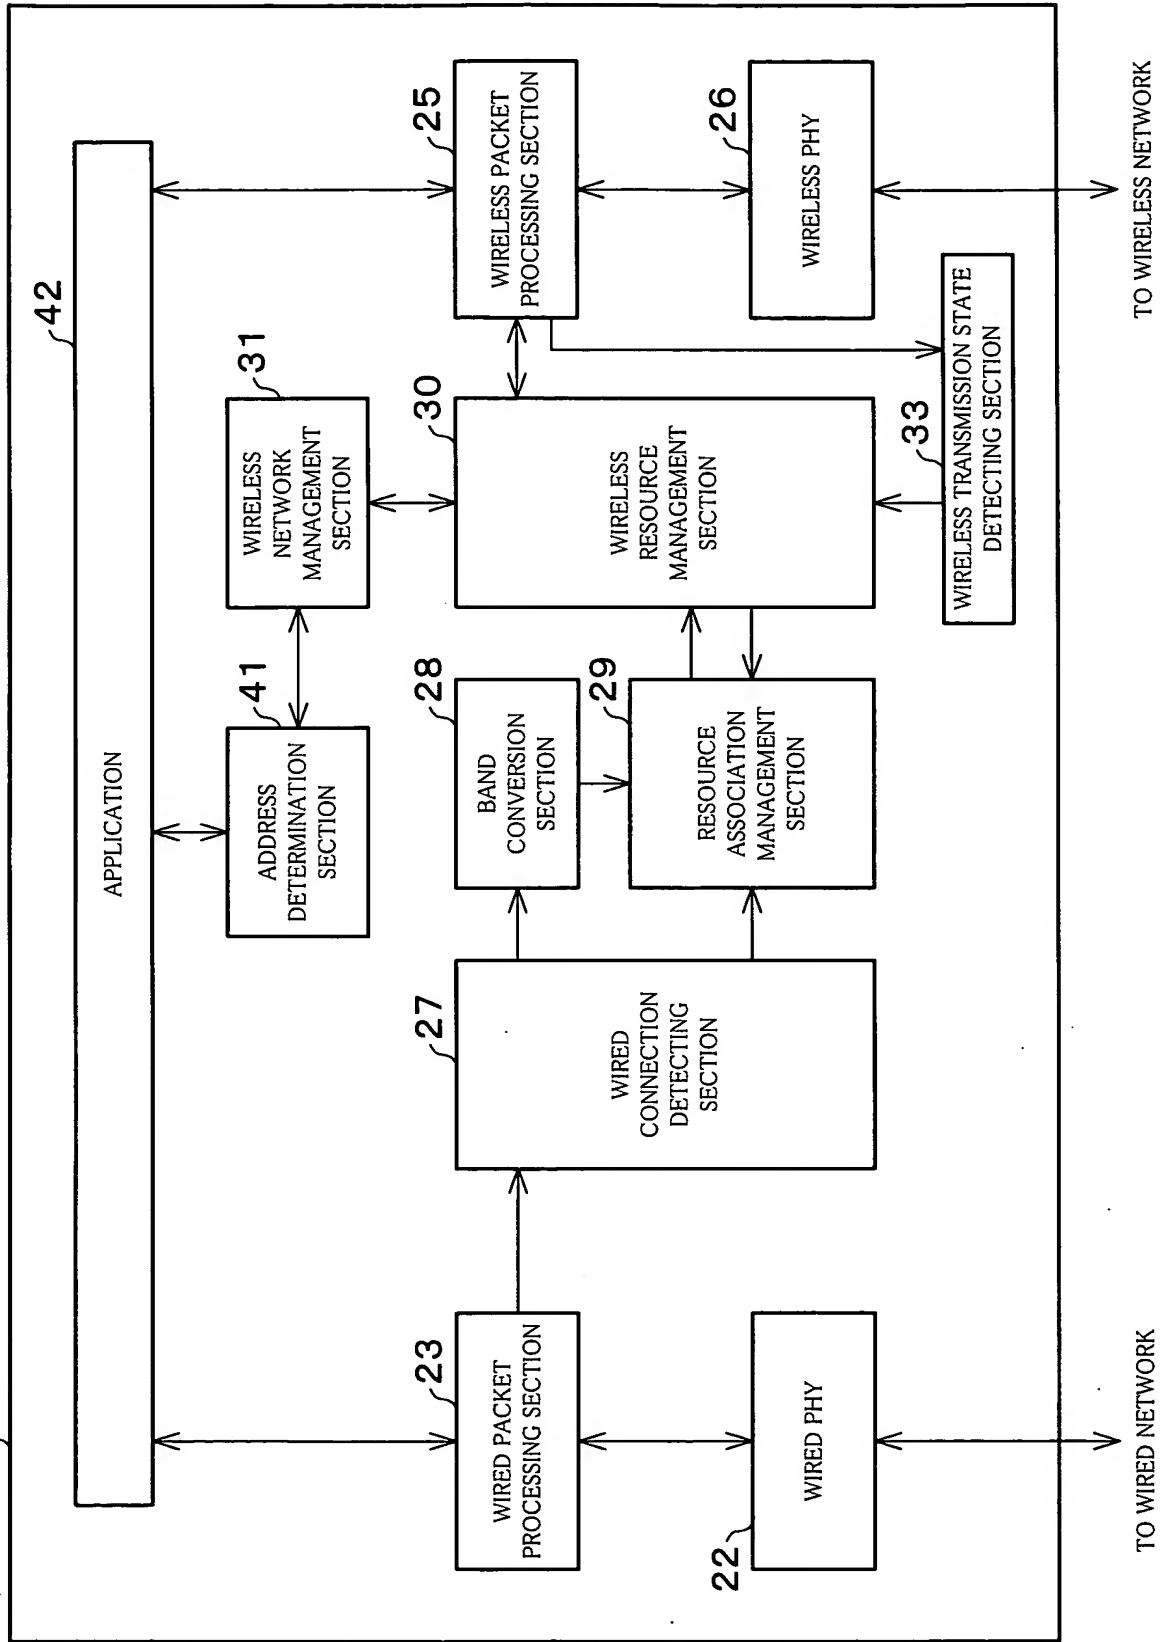 42
APPLICATION
41
ADDRESS
DETERMINATION
SECTION
31
WIRELESS
NETWORK
MANAGEMENT
SECTION
23
WIRED PACKET
PROCESSING SECTION
27
WIRED
CONNECTION
DETECTING
SECTION
28
BAND
CONVERSION
SECTION
29
RESOURCE
ASSOCIATION
MANAGEMENT
SECTION
30
WIRELESS
RESOURCE
MANAGEMENT
SECTION
25
WIRELESS PACKET
PROCESSING SECTION
22
WIRED PHY
26
WIRELESS PHY
33
WIRELESS TRANSMISSION STATE
DETECTING SECTION
TO WIRED NETWORK
TO WIRELESS NETWORK